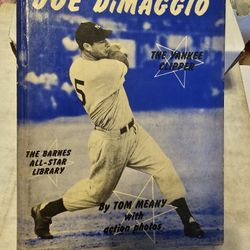 JOE DiMAGGIO
THE YANKEE
CLIPPER
5
THE BARNES
ALL-STAR
LIBRARY
By TOM MEANY
with
action photos